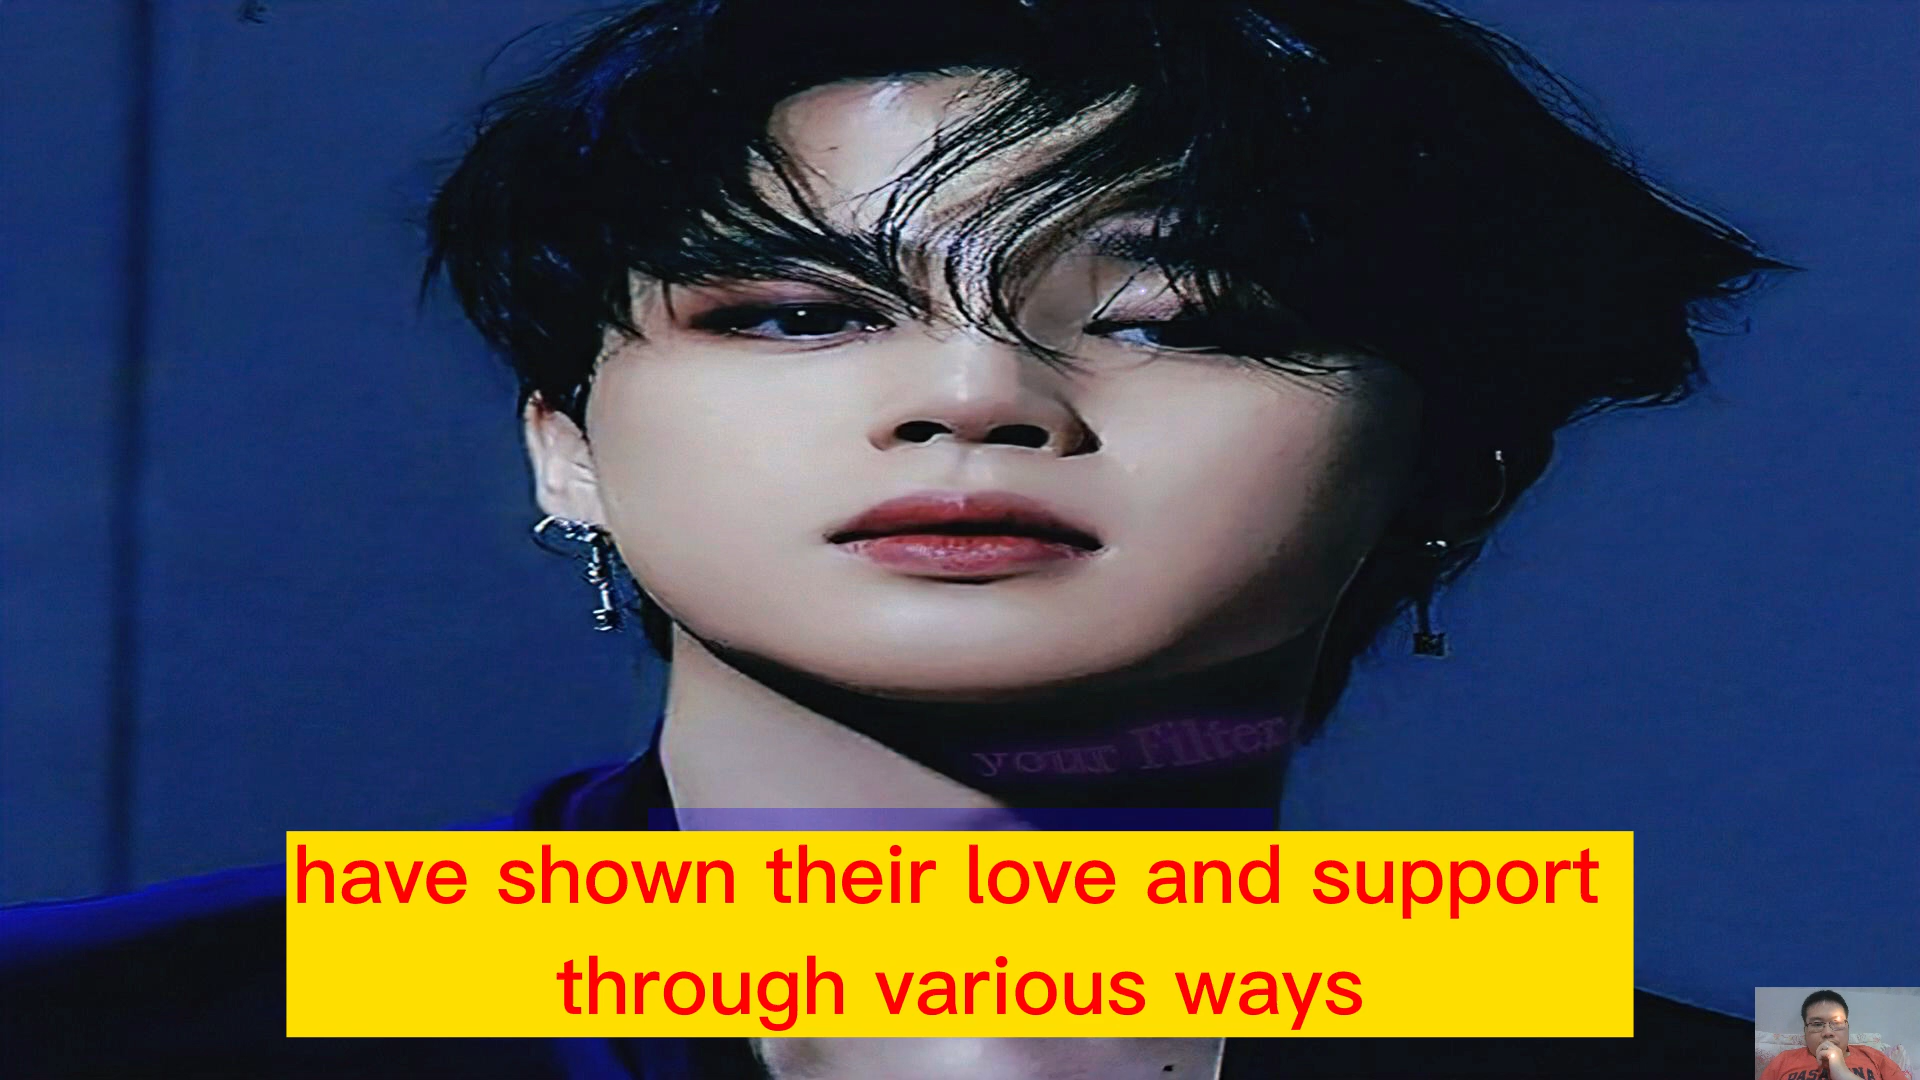 your Filter
have shown their love and support
through various ways